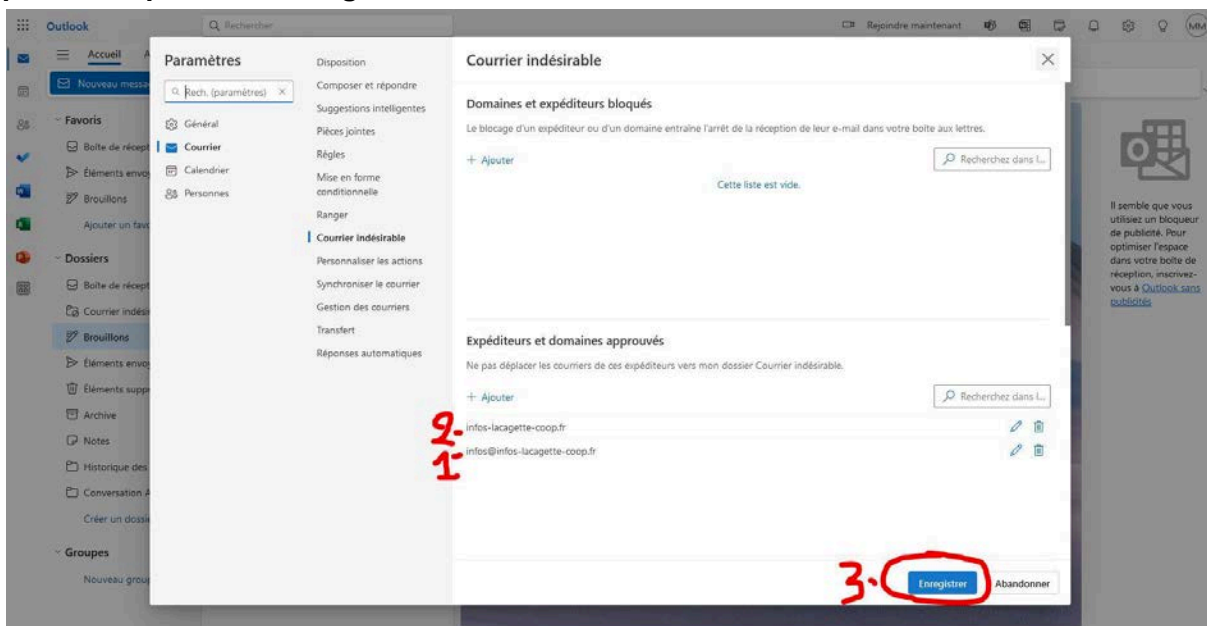 Outlook
Rechercher
Rejoindre maintenant
MM
Accueil
Nouveau messa
Favoris
Boîte de récept
Éléments envoy
Brouillons
Ajouter un favo
Dossiers
Boîte de récept
Courrier indésir
Brouillons
Éléments envoy
Éléments suppr
Archive
Notes
Historique des
Conversation A
Créer un dossie
Groupes
Nouveau group
Paramètres
Rech. (paramètres)
Général
Courrier
Calendrier
Personnes
Disposition
Composer et répondre
Suggestions intelligentes
Pièces jointes
Règles
Mise en forme
conditionnelle
Ranger
Courrier indésirable
Personnaliser les actions
Synchroniser le courrier
Gestion des courriers
Transfert
Réponses automatiques
Courrier indésirable
Domaines et expéditeurs bloqués
Le blocage d'un expéditeur ou d'un domaine entraîne l'arrêt de la réception de leur e-mail dans votre boîte aux lettres.
+ Ajouter
Recherchez dans l...
Cette liste est vide.
Expéditeurs et domaines approuvés
Ne pas déplacer les courriers de ces expéditeurs vers mon dossier Courrier indésirable.
+ Ajouter
Recherchez dans l...
2- infos-lacagette-coop.fr
1- infos@infos-lacagette-coop.fr
3. Enregistrer
Abandonner
Il semble que vous
utilisiez un bloqueur
de publicité. Pour
optimiser l'espace
dans votre boîte de
réception, inscrivez-
vous à Outlook sans
publicités